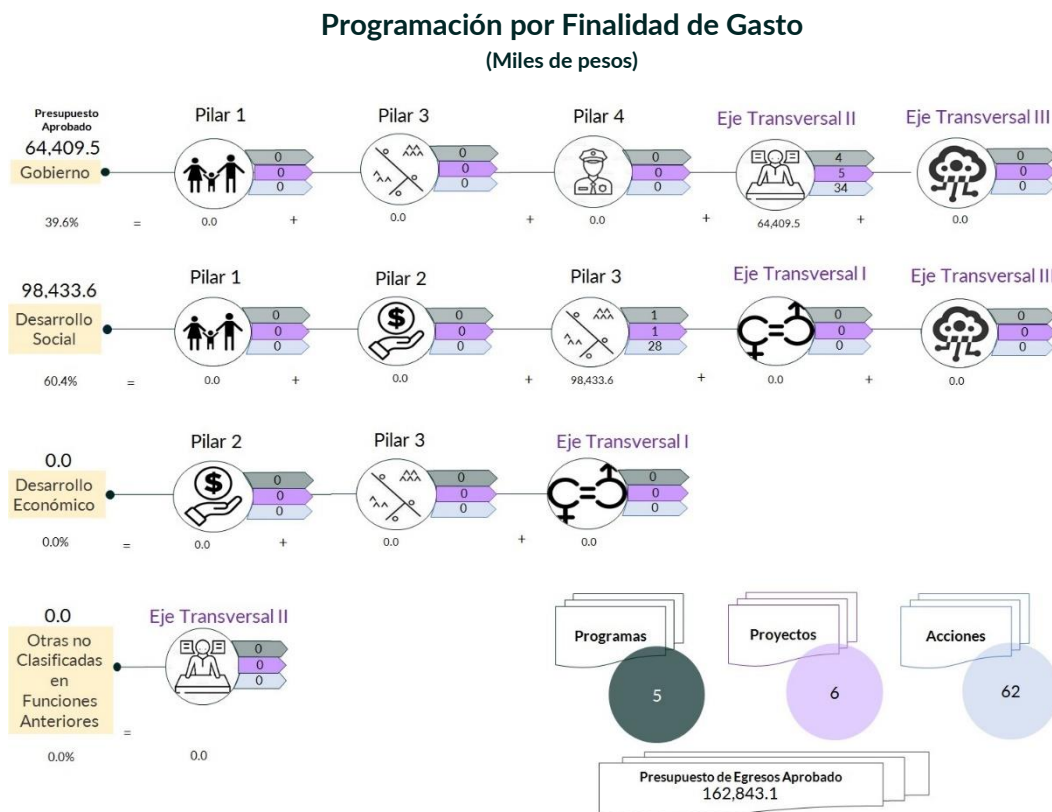 Programación por Finalidad de Gasto
(Miles de pesos)
Presupuesto
Aprobado
64,409.5
Gobierno
39.6%
=
Pilar 1
0
0
0
0.0
+
Pilar 3
0
0
0
0.0
+
Pilar 4
0
0
0
0.0
+
Eje Transversal II
4
5
34
64,409.5
+
Eje Transversal III
0
0
0
0.0
98,433.6
Desarrollo
Social
60.4%
=
Pilar 1
0
0
0
0.0
+
Pilar 2
0
0
0
0.0
+
Pilar 3
1
1
28
98,433.6
+
Eje Transversal I
0
0
0
0.0
+
Eje Transversal III
0
0
0
0.0
0.0
Desarrollo
Económico
0.0%
=
Pilar 2
0
0
0
0.0
+
Pilar 3
0
0
0
0.0
+
Eje Transversal I
0
0
0
0.0
0.0
Otras no
Clasificadas
en
Funciones
Anteriores
0.0%
=
Eje Transversal II
0
0
0
0.0
Programas
5
Proyectos
6
Acciones
62
Presupuesto de Egresos Aprobado
162,843.1